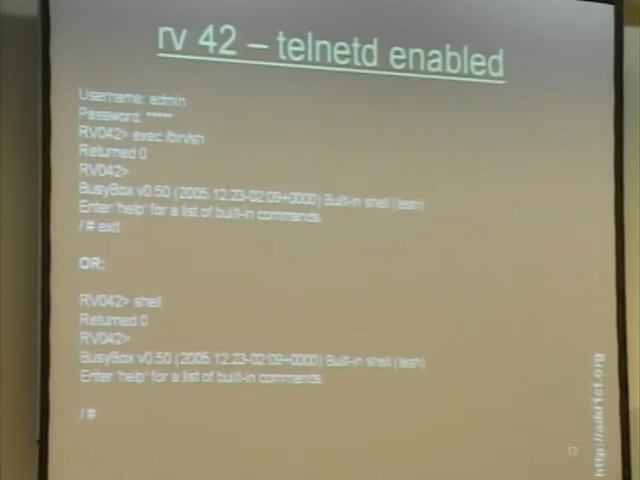 rv 42 – telnetd enabled
Username: admin
Password: *****
RV042> exec /bin/sh
Returned 0
RV042>
BusyBox v0.50 (2005.12.23-02:09+0000) Built-in shell (lash)
Enter 'help' for a list of built-in commands.
/ # exit
OR:
RV042> shell
Returned 0
RV042>
BusyBox v0.50 (2005.12.23-02:09+0000) Built-in shell (lash)
Enter 'help' for a list of built-in commands.
/ #
17